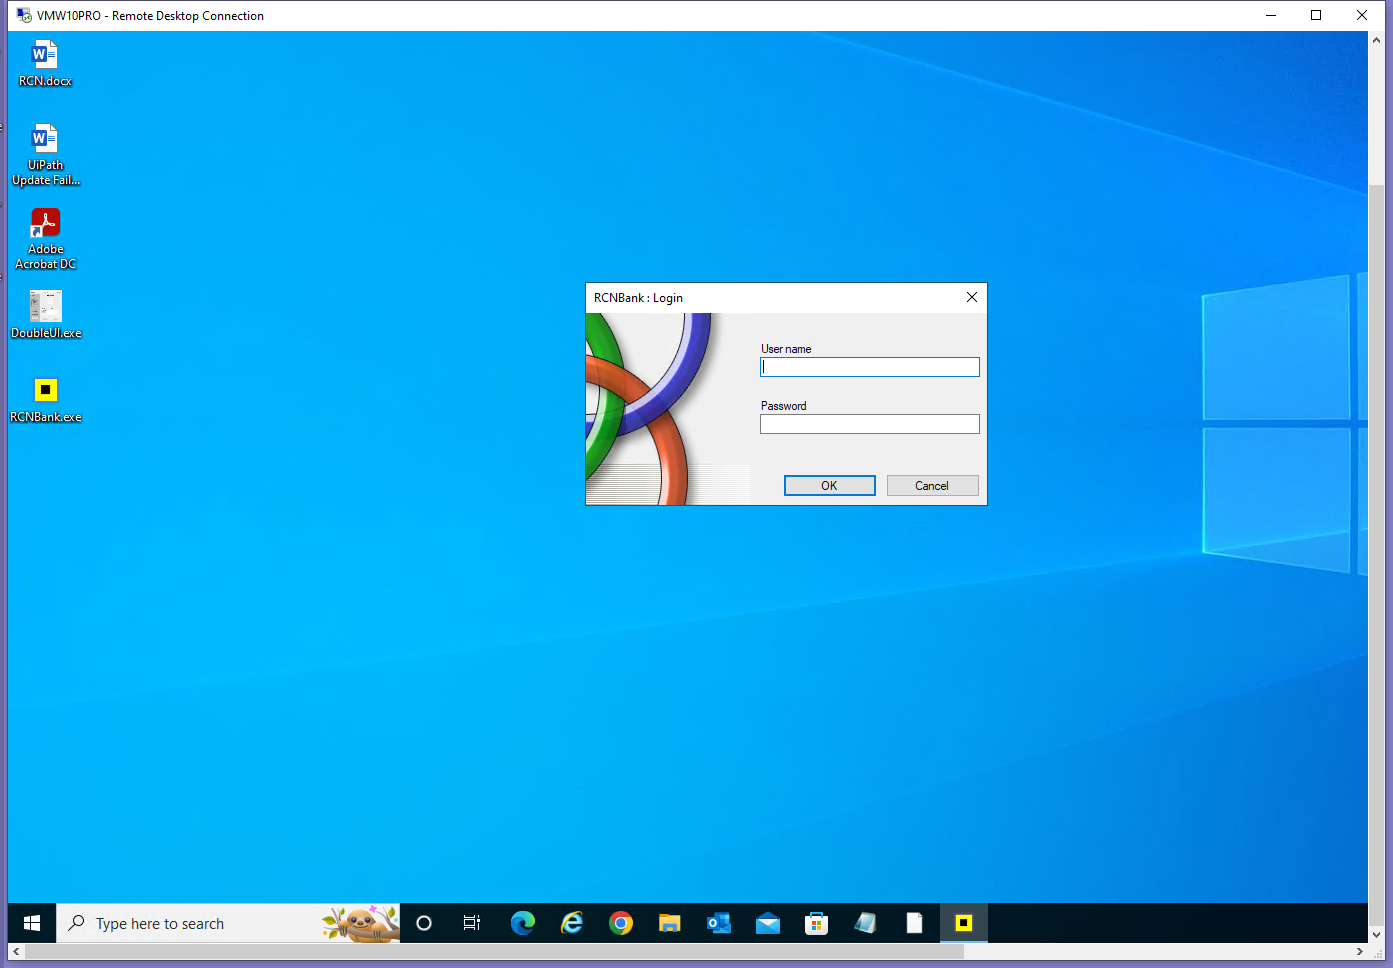 VMW10PRO - Remote Desktop Connection
RCN.docx
UiPath
Update Fail...
Adobe
Acrobat DC
DoubleUI.exe
RCNBank.exe
RCNBank : Login
User name
Password
OK
Cancel
Type here to search